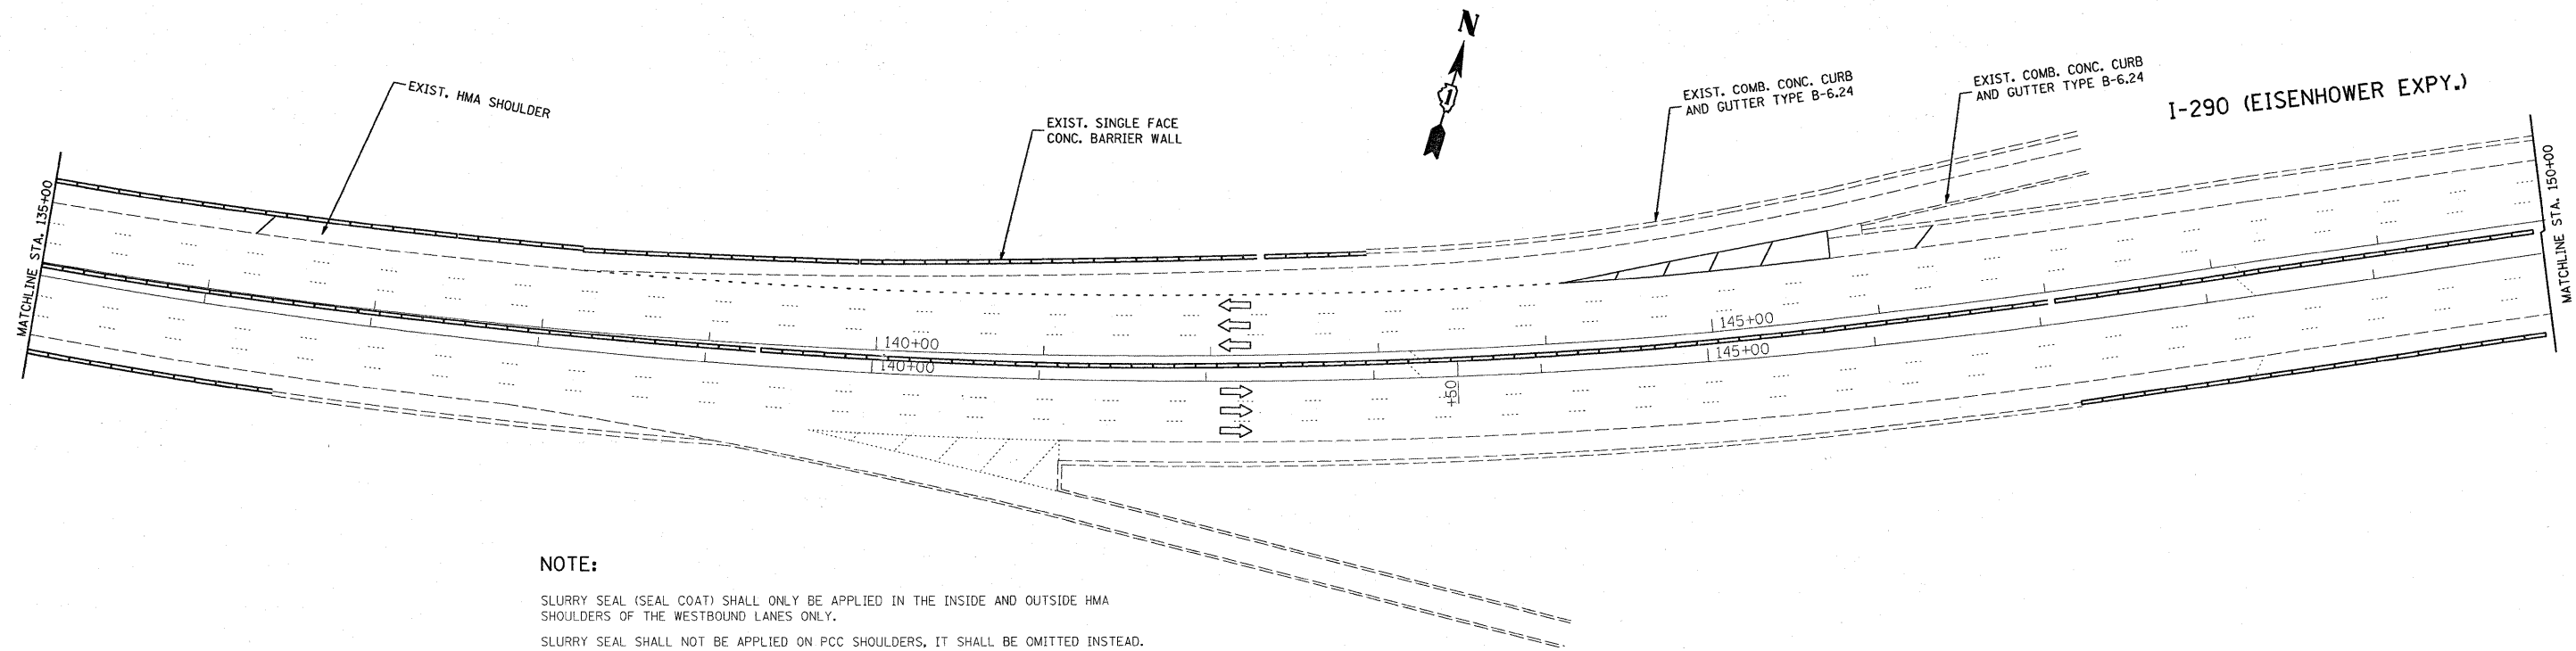 N
1
EXIST. HMA SHOULDER
EXIST. SINGLE FACE
CONC. BARRIER WALL
EXIST. COMB. CONC. CURB
AND GUTTER TYPE B-6.24
EXIST. COMB. CONC. CURB
AND GUTTER TYPE B-6.24
I-290 (EISENHOWER EXPY.)
MATCHLINE STA. 135+00
MATCHLINE STA. 150+00
140+00
140+00
145+00
145+00
+50
NOTE:
SLURRY SEAL (SEAL COAT) SHALL ONLY BE APPLIED IN THE INSIDE AND OUTSIDE HMA
SHOULDERS OF THE WESTBOUND LANES ONLY.
SLURRY SEAL SHALL NOT BE APPLIED ON PCC SHOULDERS, IT SHALL BE OMITTED INSTEAD.